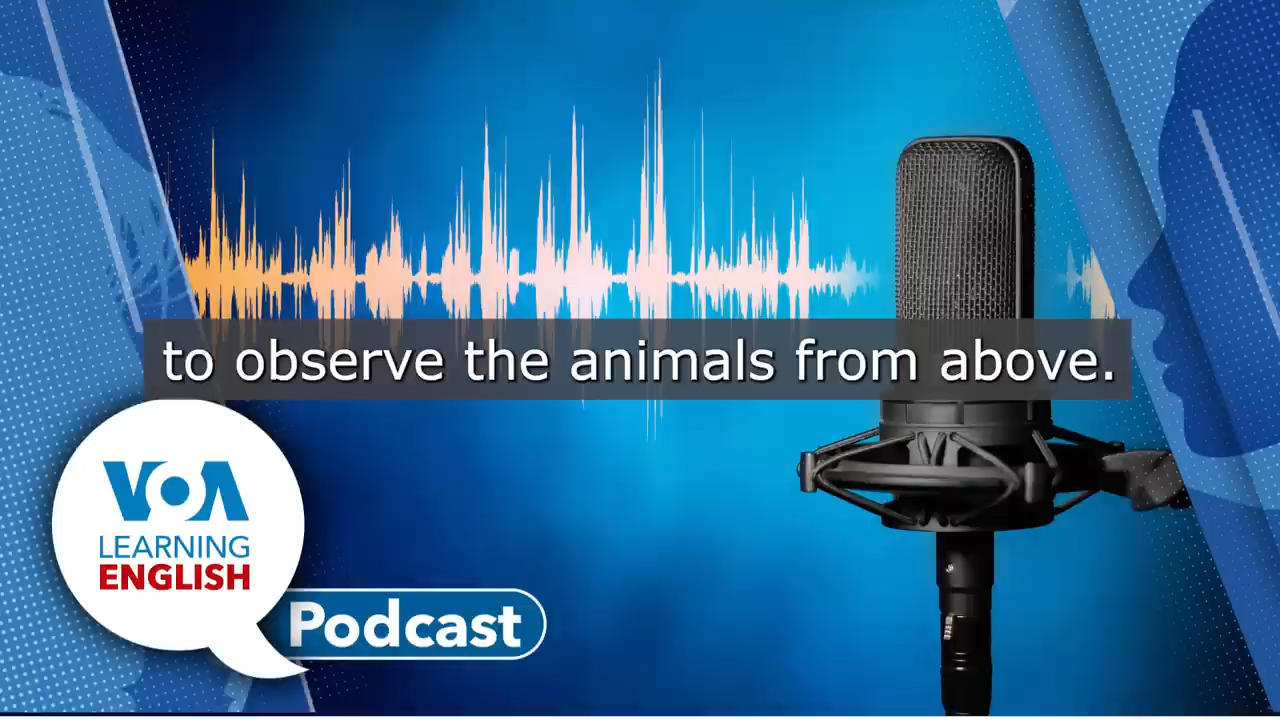 to observe the animals from above.
VOA
LEARNING
ENGLISH
Podcast